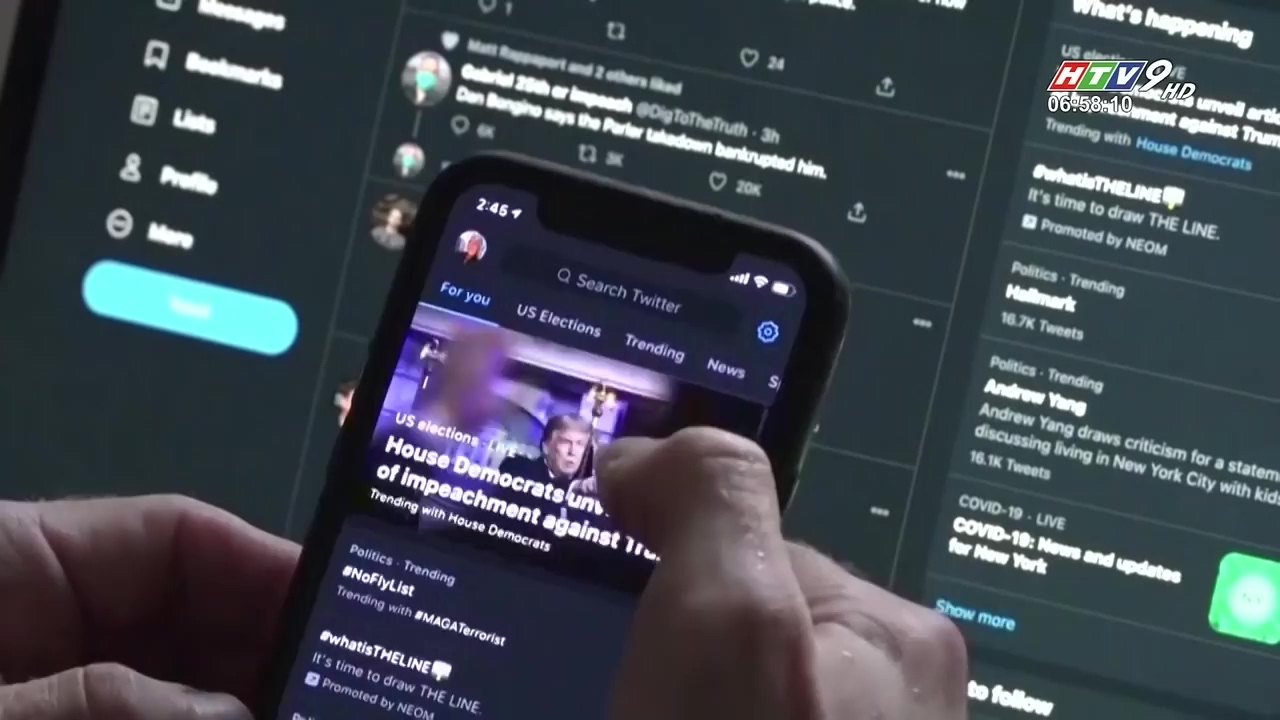 Messages
Bookmarks
Lists
Profile
More
1
24
Matt Rappaport and 2 others liked
Gabriel 25th or Impeach @DigToTheTruth · 3h
Dan Bongino says the Parler takedown bankrupted him.
6K
3K
20K
What's happening
HTV9 HD
06:58:10
Trending with House Democrats
#whatisTHELINE
It's time to draw THE LINE.
Promoted by NEOM
Politics · Trending
Hallmark
16.7K Tweets
Politics · Trending
Andrew Yang
Andrew Yang draws criticism for a
discussing living in New York City with
16.1K Tweets
COVID-19 · LIVE
COVID-19: News and updates
for New York
Show more
to follow
2:45
Search Twitter
For you
US Elections
Trending
News
US elections · LIVE
House Democrats
of impeachment against
Trending with House Democrats
Politics · Trending
#NoFlyList
Trending with #MAGATerrorist
#whatisTHELINE
It's time to draw THE LINE.
Promoted by NEOM